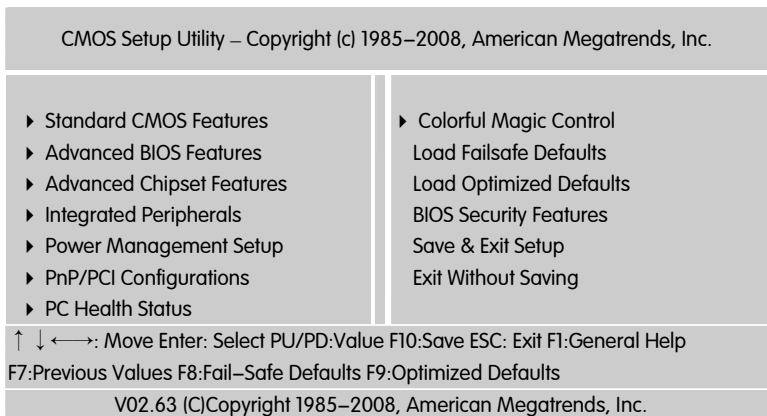 CMOS Setup Utility – Copyright (c) 1985–2008, American Megatrends, Inc.
▸ Standard CMOS Features
▸ Advanced BIOS Features
▸ Advanced Chipset Features
▸ Integrated Peripherals
▸ Power Management Setup
▸ PnP/PCI Configurations
▸ PC Health Status
▸ Colorful Magic Control
Load Failsafe Defaults
Load Optimized Defaults
BIOS Security Features
Save & Exit Setup
Exit Without Saving
↑ ↓ ←→: Move Enter: Select PU/PD:Value F10:Save ESC: Exit F1:General Help
F7:Previous Values F8:Fail–Safe Defaults F9:Optimized Defaults
V02.63 (C)Copyright 1985–2008, American Megatrends, Inc.